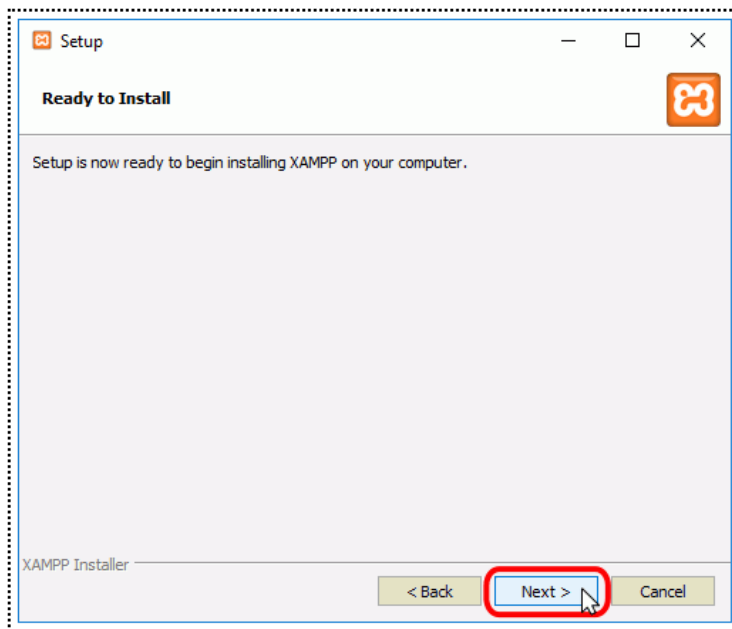 Setup
Ready to Install
Setup is now ready to begin installing XAMPP on your computer.
XAMPP Installer
< Back Next > Cancel